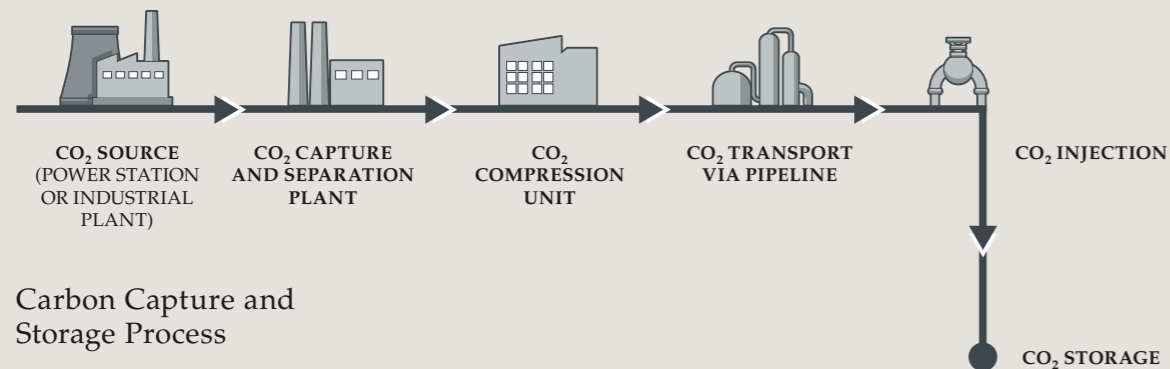 CO₂ SOURCE
(POWER STATION
OR INDUSTRIAL
PLANT)
CO₂ CAPTURE
AND SEPARATION
PLANT
CO₂
COMPRESSION
UNIT
CO₂ TRANSPORT
VIA PIPELINE
CO₂ INJECTION
Carbon Capture and
Storage Process
CO₂ STORAGE